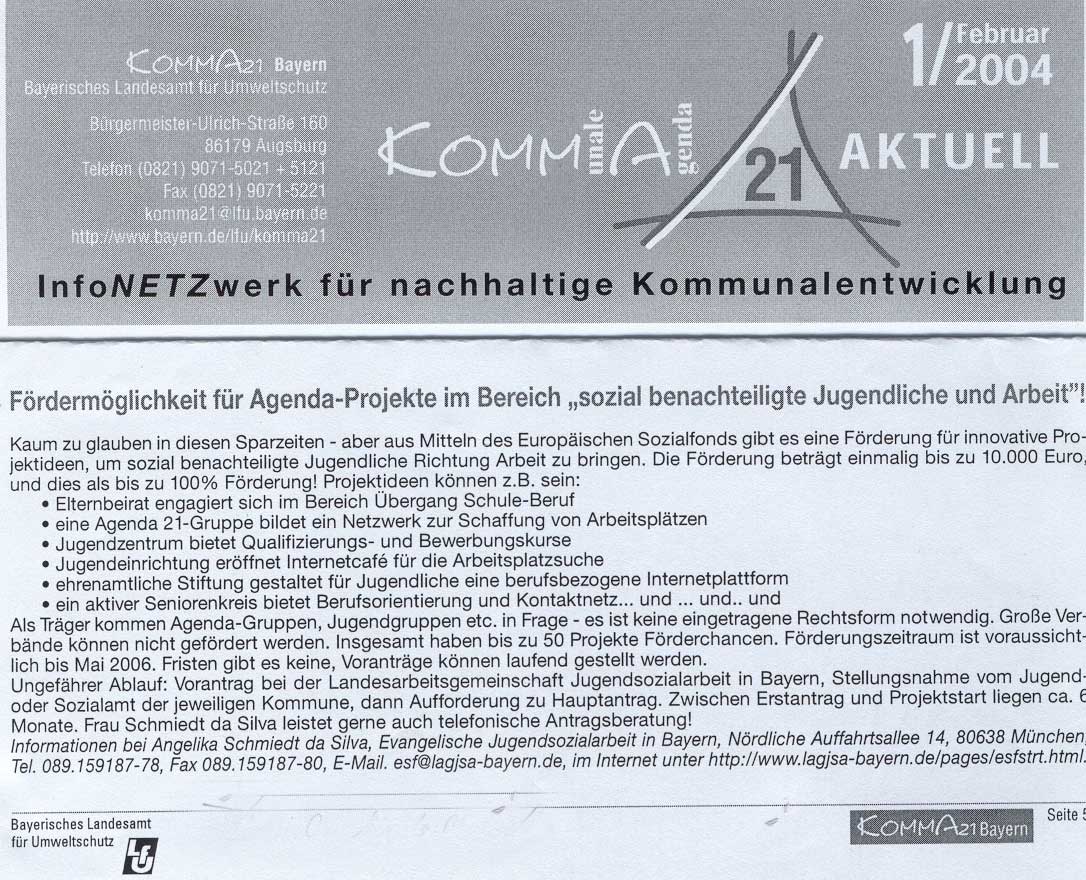 KOMMA21 Bayern
Bayerisches Landesamt für Umweltschutz
Bürgermeister-Ulrich-Straße 160
86179 Augsburg
Telefon (0821) 9071-5021 + 5121
Fax (0821) 9071-5221
komma21@lfu.bayern.de
http://www.bayern.de/lfu/komma21
KOMMunale Agenda
21
1/Februar
2004
AKTUELL
InfoNETZwerk für nachhaltige Kommunalentwicklung
Fördermöglichkeit für Agenda-Projekte im Bereich „sozial benachteiligte Jugendliche und Arbeit”!
Kaum zu glauben in diesen Sparzeiten - aber aus Mitteln des Europäischen Sozialfonds gibt es eine Förderung für innovative Pro-
jektideen, um sozial benachteiligte Jugendliche Richtung Arbeit zu bringen. Die Förderung beträgt einmalig bis zu 10.000 Euro,
und dies als bis zu 100% Förderung! Projektideen können z.B. sein:
• Elternbeirat engagiert sich im Bereich Übergang Schule-Beruf
• eine Agenda 21-Gruppe bildet ein Netzwerk zur Schaffung von Arbeitsplätzen
• Jugendzentrum bietet Qualifizierungs- und Bewerbungskurse
• Jugendeinrichtung eröffnet Internetcafé für die Arbeitsplatzsuche
• ehrenamtliche Stiftung gestaltet für Jugendliche eine berufsbezogene Internetplattform
• ein aktiver Seniorenkreis bietet Berufsorientierung und Kontaktnetz... und ... und.. und
Als Träger kommen Agenda-Gruppen, Jugendgruppen etc. in Frage - es ist keine eingetragene Rechtsform notwendig. Große Ver-
bände können nicht gefördert werden. Insgesamt haben bis zu 50 Projekte Förderchancen. Förderungszeitraum ist voraussicht-
lich bis Mai 2006. Fristen gibt es keine, Voranträge können laufend gestellt werden.
Ungefährer Ablauf: Vorantrag bei der Landesarbeitsgemeinschaft Jugendsozialarbeit in Bayern, Stellungsnahme vom Jugend-
oder Sozialamt der jeweiligen Kommune, dann Aufforderung zu Hauptantrag. Zwischen Erstantrag und Projektstart liegen ca. 6
Monate. Frau Schmiedt da Silva leistet gerne auch telefonische Antragsberatung!
Informationen bei Angelika Schmiedt da Silva, Evangelische Jugendsozialarbeit in Bayern, Nördliche Auffahrtsallee 14, 80638 München,
Tel. 089.159187-78, Fax 089.159187-80, E-Mail. esf@lagjsa-bayern.de, im Internet unter http://www.lagjsa-bayern.de/pages/esfstrt.html.
Bayerisches Landesamt
für Umweltschutz
LfU
KOMMA21 Bayern
Seite 5